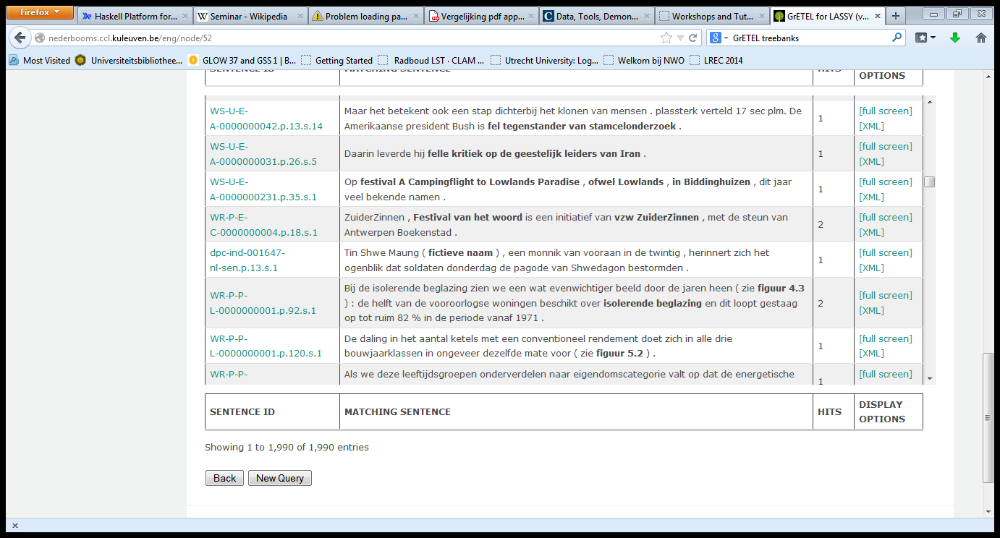 Firefox
Haskell Platform for...
Seminar - Wikipedia
Problem loading pa...
Vergelijking pdf app...
Data, Tools, Demon...
Workshops and Tut...
GrETEL for LASSY (v...
nederbooms.ccl.kuleuven.be/eng/node/52
GrETEL treebanks
Most Visited
Universiteitsbibliothee...
GLOW 37 and GSS1 | B...
Getting Started
Radboud LST · CLAM ...
Utrecht University: Log...
Welkom bij NWO
LREC 2014
SENTENCE ID
MATCHING SENTENCE
HITS
OPTIONS
WS-U-E-
A-0000000042.p.13.s.14
Maar het betekent ook een stap dichterbij het klonen van mensen . plassterk verteld 17 sec plm. De
Amerikaanse president Bush is fel tegenstander van stamcelonderzoek .
1
[full screen]
[XML]
WS-U-E-
A-0000000031.p.26.s.5
Daarin leverde hij felle kritiek op de geestelijk leiders van Iran .
1
[full screen]
[XML]
WS-U-E-
A-0000000231.p.35.s.1
Op festival A Campingflight to Lowlands Paradise , ofwel Lowlands , in Biddinghuizen , dit jaar
veel bekende namen .
1
[full screen]
[XML]
WR-P-E-
C-0000000004.p.18.s.1
ZuiderZinnen , Festival van het woord is een initiatief van vzw ZuiderZinnen , met de steun van
Antwerpen Boekenstad .
2
[full screen]
[XML]
dpc-ind-001647-
nl-sen.p.13.s.1
Tin Shwe Maung ( fictieve naam ) , een monnik van vooraan in de twintig , herinnert zich het
ogenblik dat soldaten donderdag de pagode van Shwedagon bestormden .
1
[full screen]
[XML]
WR-P-P-
L-0000000001.p.92.s.1
Bij de isolerende beglazing zien we een wat evenwichtiger beeld door de jaren heen ( zie figuur 4.3
) : de helft van de vooroorlogse woningen beschikt over isolerende beglazing en dit loopt gestaag
op tot ruim 82 % in de periode vanaf 1971 .
2
[full screen]
[XML]
WR-P-P-
L-0000000001.p.120.s.1
De daling in het aantal ketels met een conventioneel rendement doet zich in alle drie
bouwjaarklassen in ongeveer dezelfde mate voor ( zie figuur 5.2 ) .
1
[full screen]
[XML]
WR-P-P-
Als we deze leeftijdsgroepen onderverdelen naar eigendomscategorie valt op dat de energetische
1
[full screen]
SENTENCE ID
MATCHING SENTENCE
HITS
DISPLAY
OPTIONS
Showing 1 to 1,990 of 1,990 entries
Back
New Query